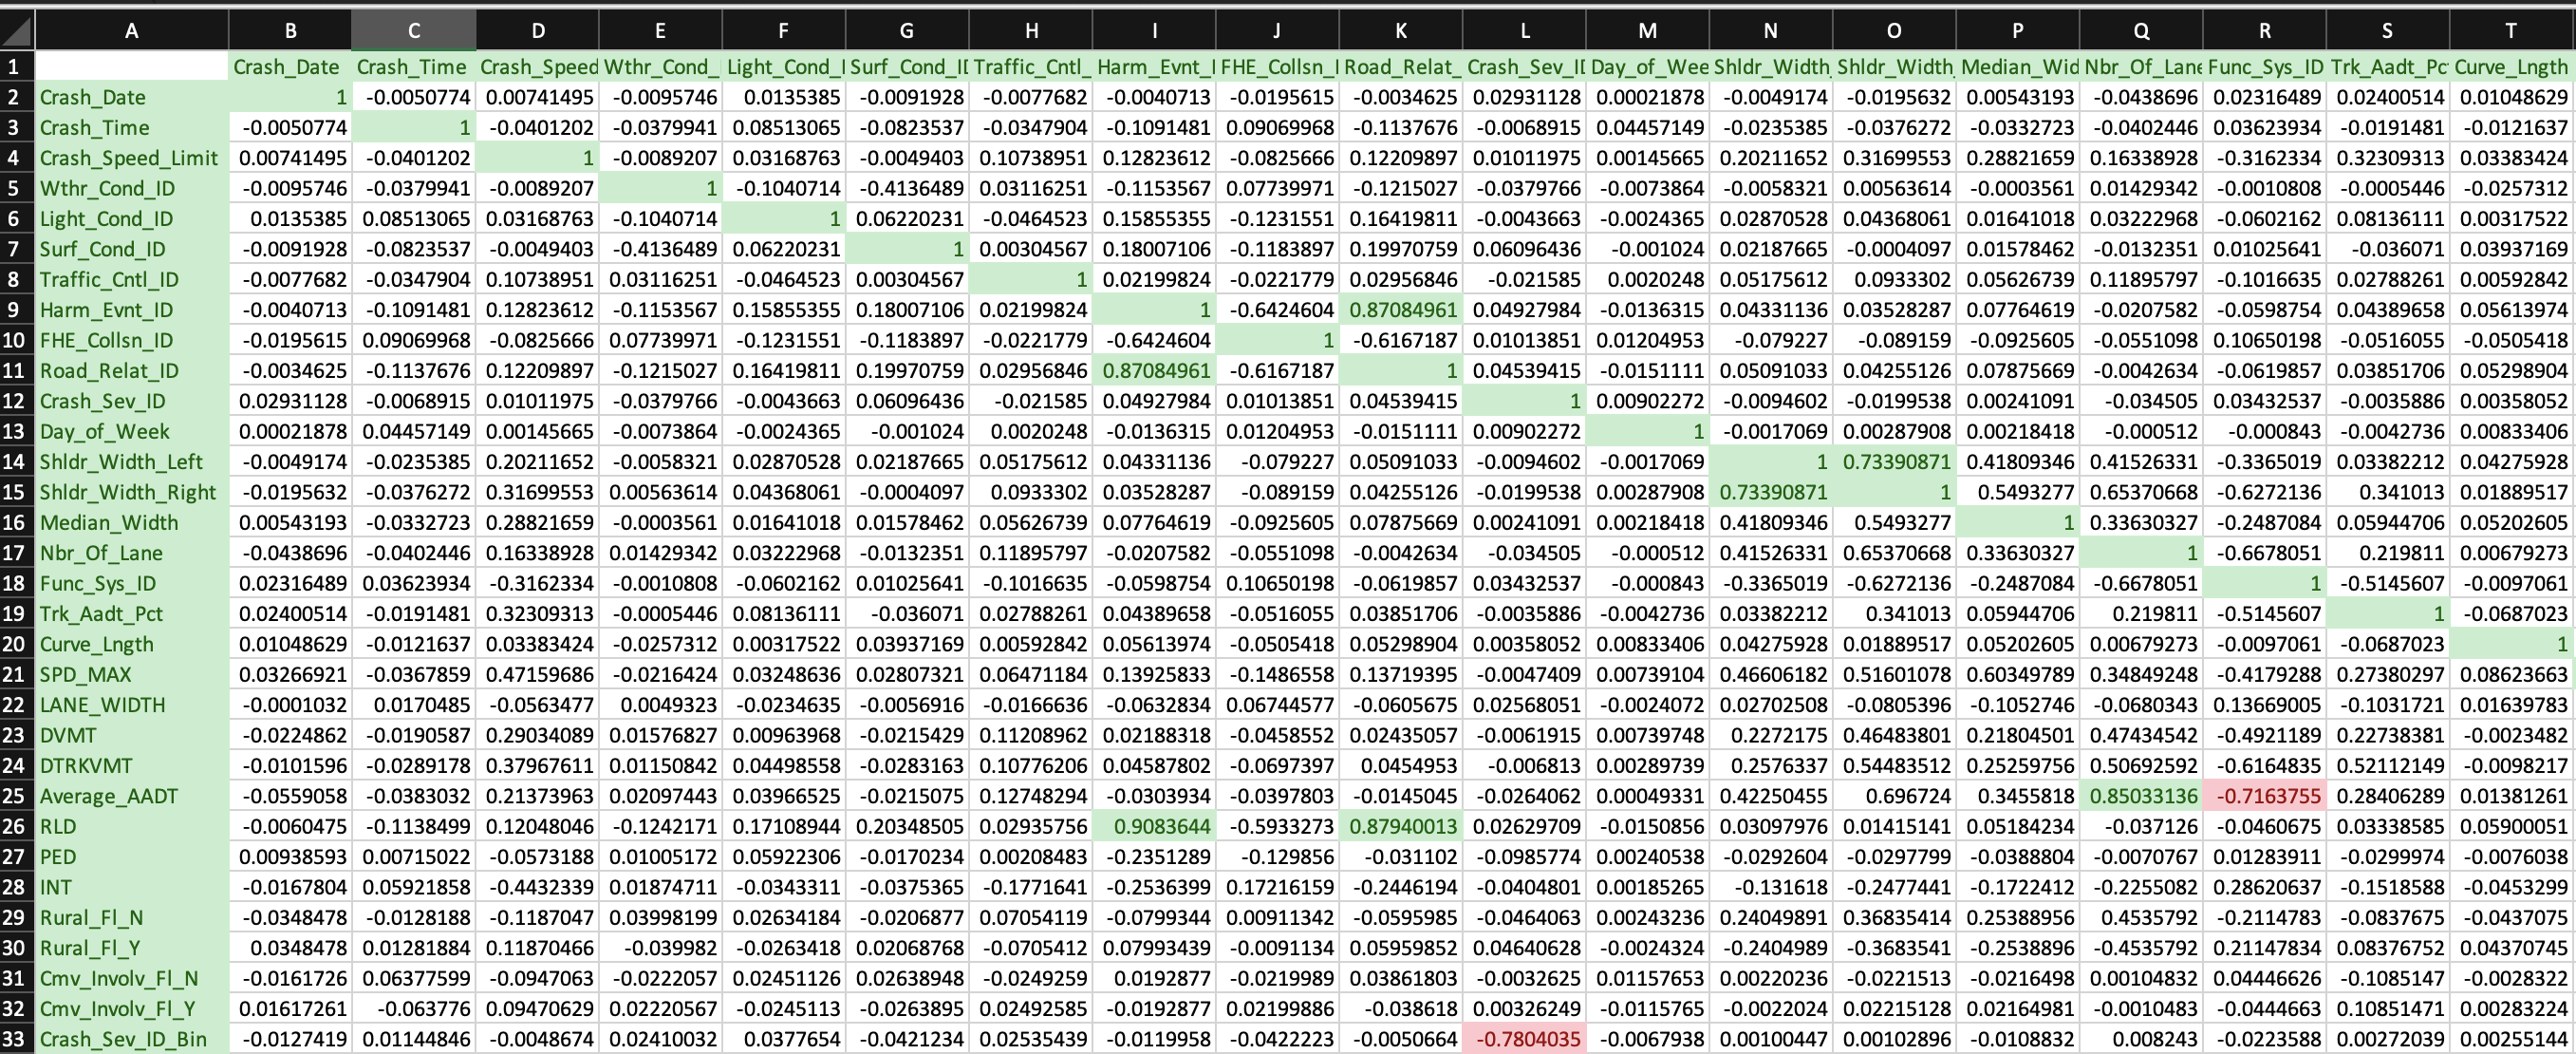 A B C D E F G H I J K L M N O P Q R S T
1 Crash_Date Crash_Time Crash_Speed Wthr_Cond_ Light_Cond_I Surf_Cond_II Traffic_Cntl_ Harm_Evnt_I FHE_Collsn_I Road_Relat_ Crash_Sev_II Day_of_Wee Shldr_Width_ Shldr_Width_ Median_Wid Nbr_Of_Lane Func_Sys_ID Trk_Aadt_Pc Curve_Lngth
2 Crash_Date 1 -0.0050774 0.00741495 -0.0095746 0.0135385 -0.0091928 -0.0077682 -0.0040713 -0.0195615 -0.0034625 0.02931128 0.00021878 -0.0049174 -0.0195632 0.00543193 -0.0438696 0.02316489 0.02400514 0.01048629
3 Crash_Time -0.0050774 1 -0.0401202 -0.0379941 0.08513065 -0.0823537 -0.0347904 -0.1091481 0.09069968 -0.1137676 -0.0068915 0.04457149 -0.0235385 -0.0376272 -0.0332723 -0.0402446 0.03623934 -0.0191481 -0.0121637
4 Crash_Speed_Limit 0.00741495 -0.0401202 1 -0.0089207 0.03168763 -0.0049403 0.10738951 0.12823612 -0.0825666 0.12209897 0.01011975 0.00145665 0.20211652 0.31699553 0.28821659 0.16338928 -0.3162334 0.32309313 0.03383424
5 Wthr_Cond_ID -0.0095746 -0.0379941 -0.0089207 1 -0.1040714 -0.4136489 0.03116251 -0.1153567 0.07739971 -0.1215027 -0.0379766 -0.0073864 -0.0058321 0.00563614 -0.0003561 0.01429342 -0.0010808 -0.0005446 -0.0257312
6 Light_Cond_ID 0.0135385 0.08513065 0.03168763 -0.1040714 1 0.06220231 -0.0464523 0.15855355 -0.1231551 0.16419811 -0.0043663 -0.0024365 0.02870528 0.04368061 0.01641018 0.03222968 -0.0602162 0.08136111 0.00317522
7 Surf_Cond_ID -0.0091928 -0.0823537 -0.0049403 -0.4136489 0.06220231 1 0.00304567 0.18007106 -0.1183897 0.19970759 0.06096436 -0.001024 0.02187665 -0.0004097 0.01578462 -0.0132351 0.01025641 -0.036071 0.03937169
8 Traffic_Cntl_ID -0.0077682 -0.0347904 0.10738951 0.03116251 -0.0464523 0.00304567 1 0.02199824 -0.0221779 0.02956846 -0.021585 0.0020248 0.05175612 0.0933302 0.05626739 0.11895797 -0.1016635 0.02788261 0.00592842
9 Harm_Evnt_ID -0.0040713 -0.1091481 0.12823612 -0.1153567 0.15855355 0.18007106 0.02199824 1 -0.6424604 0.87084961 0.04927984 -0.0136315 0.04331136 0.03528287 0.07764619 -0.0207582 -0.0598754 0.04389658 0.05613974
10 FHE_Collsn_ID -0.0195615 0.09069968 -0.0825666 0.07739971 -0.1231551 -0.1183897 -0.0221779 -0.6424604 1 -0.6167187 0.01013851 0.01204953 -0.079227 -0.089159 -0.0925605 -0.0551098 0.10650198 -0.0516055 -0.0505418
11 Road_Relat_ID -0.0034625 -0.1137676 0.12209897 -0.1215027 0.16419811 0.19970759 0.02956846 0.87084961 -0.6167187 1 0.04539415 -0.0151111 0.05091033 0.04255126 0.07875669 -0.0042634 -0.0619857 0.03851706 0.05298904
12 Crash_Sev_ID 0.02931128 -0.0068915 0.01011975 -0.0379766 -0.0043663 0.06096436 -0.021585 0.04927984 0.01013851 0.04539415 1 0.00902272 -0.0094602 -0.0199538 0.00241091 -0.034505 0.03432537 -0.0035886 0.00358052
13 Day_of_Week 0.00021878 0.04457149 0.00145665 -0.0073864 -0.0024365 -0.001024 0.0020248 -0.0136315 0.01204953 -0.0151111 0.00902272 1 -0.0017069 0.00287908 0.00218418 -0.000512 -0.000843 -0.0042736 0.00833406
14 Shldr_Width_Left -0.0049174 -0.0235385 0.20211652 -0.0058321 0.02870528 0.02187665 0.05175612 0.04331136 -0.079227 0.05091033 -0.0094602 -0.0017069 1 0.73390871 0.41809346 0.41526331 -0.3365019 0.03382212 0.04275928
15 Shldr_Width_Right -0.0195632 -0.0376272 0.31699553 0.00563614 0.04368061 -0.0004097 0.0933302 0.03528287 -0.089159 0.04255126 -0.0199538 0.00287908 0.73390871 1 0.5493277 0.65370668 -0.6272136 0.341013 0.01889517
16 Median_Width 0.00543193 -0.0332723 0.28821659 -0.0003561 0.01641018 0.01578462 0.05626739 0.07764619 -0.0925605 0.07875669 0.00241091 0.00218418 0.41809346 0.5493277 1 0.33630327 -0.2487084 0.05944706 0.05202605
17 Nbr_Of_Lane -0.0438696 -0.0402446 0.16338928 0.01429342 0.03222968 -0.0132351 0.11895797 -0.0207582 -0.0551098 -0.0042634 -0.034505 -0.000512 0.41526331 0.65370668 0.33630327 1 -0.6678051 0.219811 0.00679273
18 Func_Sys_ID 0.02316489 0.03623934 -0.3162334 -0.0010808 -0.0602162 0.01025641 -0.1016635 -0.0598754 0.10650198 -0.0619857 0.03432537 -0.000843 -0.3365019 -0.6272136 -0.2487084 -0.6678051 1 -0.5145607 -0.0097061
19 Trk_Aadt_Pct 0.02400514 -0.0191481 0.32309313 -0.0005446 0.08136111 -0.036071 0.02788261 0.04389658 -0.0516055 0.03851706 -0.0035886 -0.0042736 0.03382212 0.341013 0.05944706 0.219811 -0.5145607 1 -0.0687023
20 Curve_Lngth 0.01048629 -0.0121637 0.03383424 -0.0257312 0.00317522 0.03937169 0.00592842 0.05613974 -0.0505418 0.05298904 0.00358052 0.00833406 0.04275928 0.01889517 0.05202605 0.00679273 -0.0097061 -0.0687023 1
21 SPD_MAX 0.03266921 -0.0367859 0.47159686 -0.0216424 0.03248636 0.02807321 0.06471184 0.13925833 -0.1486558 0.13719395 -0.0047409 0.00739104 0.46606182 0.51601078 0.60349789 0.34849248 -0.4179288 0.27380297 0.08623663
22 LANE_WIDTH -0.0001032 0.0170485 -0.0563477 0.0049323 -0.0234635 -0.0056916 -0.0166636 -0.0632834 0.06744577 -0.0605675 0.02568051 -0.0024072 0.02702508 -0.0805396 -0.1052746 -0.0680343 0.13669005 -0.1031721 0.01639783
23 DVMT -0.0224862 -0.0190587 0.29034089 0.01576827 0.00963968 -0.0215429 0.11208962 0.02188318 -0.0458552 0.02435057 -0.0061915 0.00739748 0.2272175 0.46483801 0.21804501 0.47434542 -0.4921189 0.22738381 -0.0023482
24 DTRKVMT -0.0101596 -0.0289178 0.37967611 0.01150842 0.04498558 -0.0283163 0.10776206 0.04587802 -0.0697397 0.0454953 -0.006813 0.00289739 0.2576337 0.54483512 0.25259756 0.50692592 -0.6164835 0.52112149 -0.0098217
25 Average_AADT -0.0559058 -0.0383032 0.21373963 0.02097443 0.03966525 -0.0215075 0.12748294 -0.0303934 -0.0397803 -0.0145045 -0.0264062 0.00049331 0.42250455 0.696724 0.3455818 0.85033136 -0.7163755 0.28406289 0.01381261
26 RLD -0.0060475 -0.1138499 0.12048046 -0.1242171 0.17108944 0.20348505 0.02935756 0.9083644 -0.5933273 0.87940013 0.02629709 -0.0150856 0.03097976 0.01415141 0.05184234 -0.037126 -0.0460675 0.03338585 0.05900051
27 PED 0.00938593 0.00715022 -0.0573188 0.01005172 0.05922306 -0.0170234 0.00208483 -0.2351289 -0.129856 -0.031102 -0.0985774 0.00240538 -0.0292604 -0.0297799 -0.0388804 -0.0070767 0.01283911 -0.0299974 -0.0076038
28 INT -0.0167804 0.05921858 -0.4432339 0.01874711 -0.0343311 -0.0375365 -0.1771641 -0.2536399 0.17216159 -0.2446194 -0.0404801 0.00185265 -0.131618 -0.2477441 -0.1722412 -0.2255082 0.28620637 -0.1518588 -0.0453299
29 Rural_Fl_N -0.0348478 -0.0128188 -0.1187047 0.03998199 0.02634184 -0.0206877 0.07054119 -0.0799344 0.00911342 -0.0595985 -0.0464063 0.00243236 0.24049891 0.36835414 0.25388956 0.4535792 -0.2114783 -0.0837675 -0.0437075
30 Rural_Fl_Y 0.0348478 0.01281884 0.11870466 -0.039982 -0.0263418 0.02068768 -0.0705412 0.07993439 -0.0091134 0.05959852 0.04640628 -0.0024324 -0.2404989 -0.3683541 -0.2538896 -0.4535792 0.21147834 0.08376752 0.04370745
31 Cmv_Involv_Fl_N -0.0161726 0.06377599 -0.0947063 -0.0222057 0.02451126 0.02638948 -0.0249259 0.0192877 -0.0219989 0.03861803 -0.0032625 0.01157653 0.00220236 -0.0221513 -0.0216498 0.00104832 0.04446626 -0.1085147 -0.0028322
32 Cmv_Involv_Fl_Y 0.01617261 -0.063776 0.09470629 0.02220567 -0.0245113 -0.0263895 0.02492585 -0.0192877 0.02199886 -0.038618 0.00326249 -0.0115765 -0.0022024 0.02215128 0.02164981 -0.0010483 -0.0444663 0.10851471 0.00283224
33 Crash_Sev_ID_Bin -0.0127419 0.01144846 -0.0048674 0.02410032 0.0377654 -0.0421234 0.02535439 -0.0119958 -0.0422223 -0.0050664 -0.7804035 -0.0067938 0.00100447 0.00102896 -0.0108832 0.008243 -0.0223588 0.00272039 0.00255144